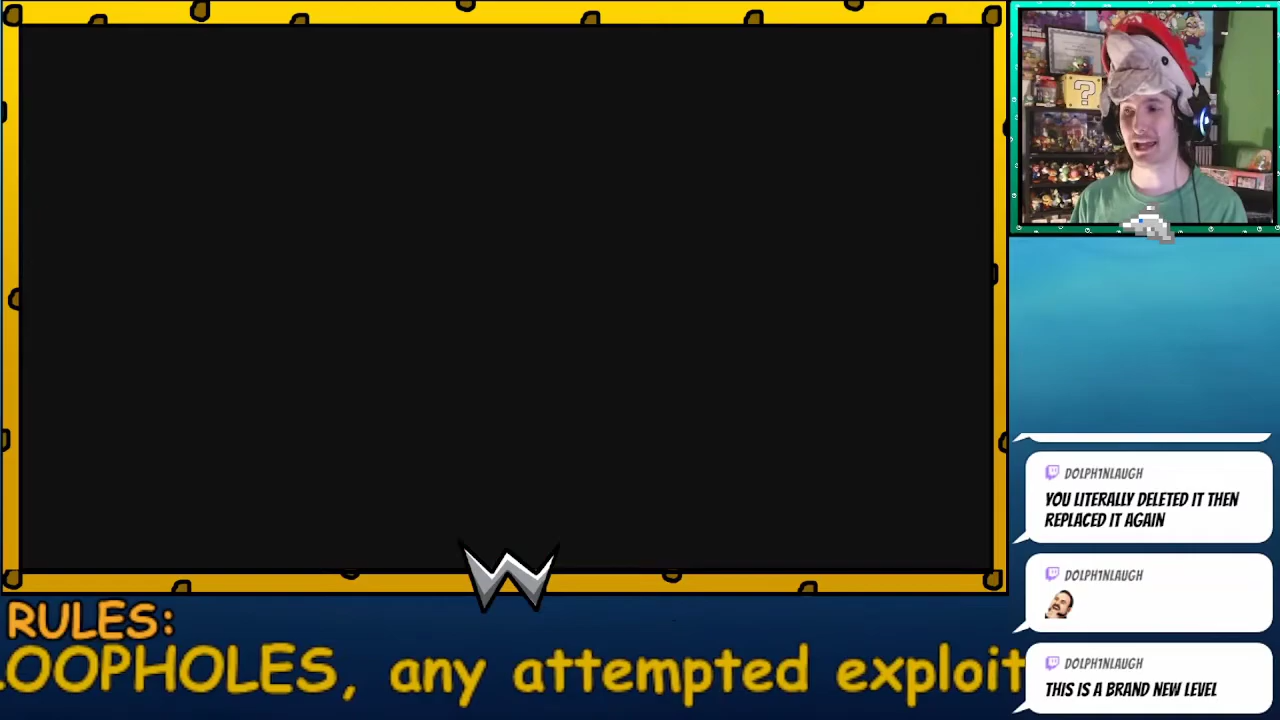 DOLPH1NLAUGH
YOU LITERALLY DELETED IT THEN
REPLACED IT AGAIN
DOLPH1NLAUGH
DOLPH1NLAUGH
THIS IS A BRAND NEW LEVEL
RULES:
LOOPHOLES, any attempted exploit